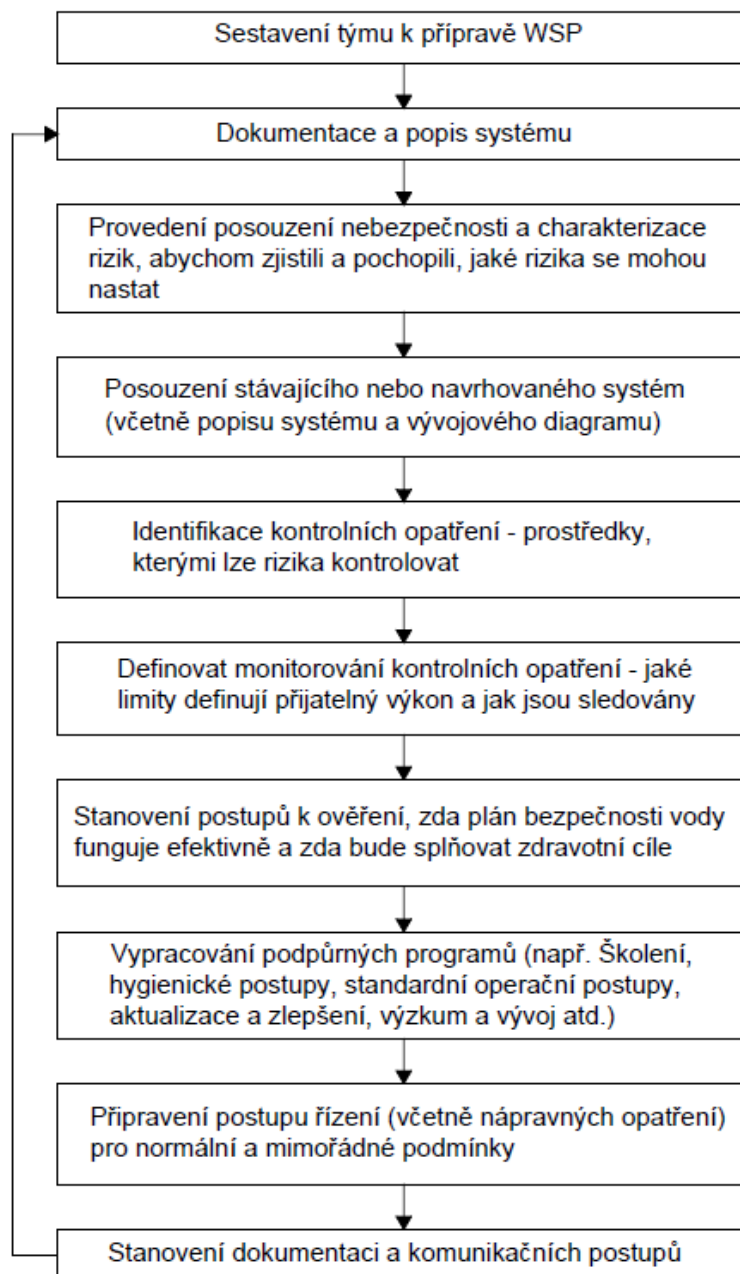 Sestavení týmu k přípravě WSP
Dokumentace a popis systému
Provedení posouzení nebezpečnosti a charakterizace
rizik, abychom zjistili a pochopili, jaké rizika se mohou
nastat
Posouzení stávajícího nebo navrhovaného systém
(včetně popisu systému a vývojového diagramu)
Identifikace kontrolních opatření - prostředky,
kterými lze rizika kontrolovat
Definovat monitorování kontrolních opatření - jaké
limity definují přijatelný výkon a jak jsou sledovány
Stanovení postupů k ověření, zda plán bezpečnosti vody
funguje efektivně a zda bude splňovat zdravotní cíle
Vypracování podpůrných programů (např. Školení,
hygienické postupy, standardní operační postupy,
aktualizace a zlepšení, výzkum a vývoj atd.)
Připravení postupu řízení (včetně nápravných opatření)
pro normální a mimořádné podmínky
Stanovení dokumentaci a komunikačních postupů